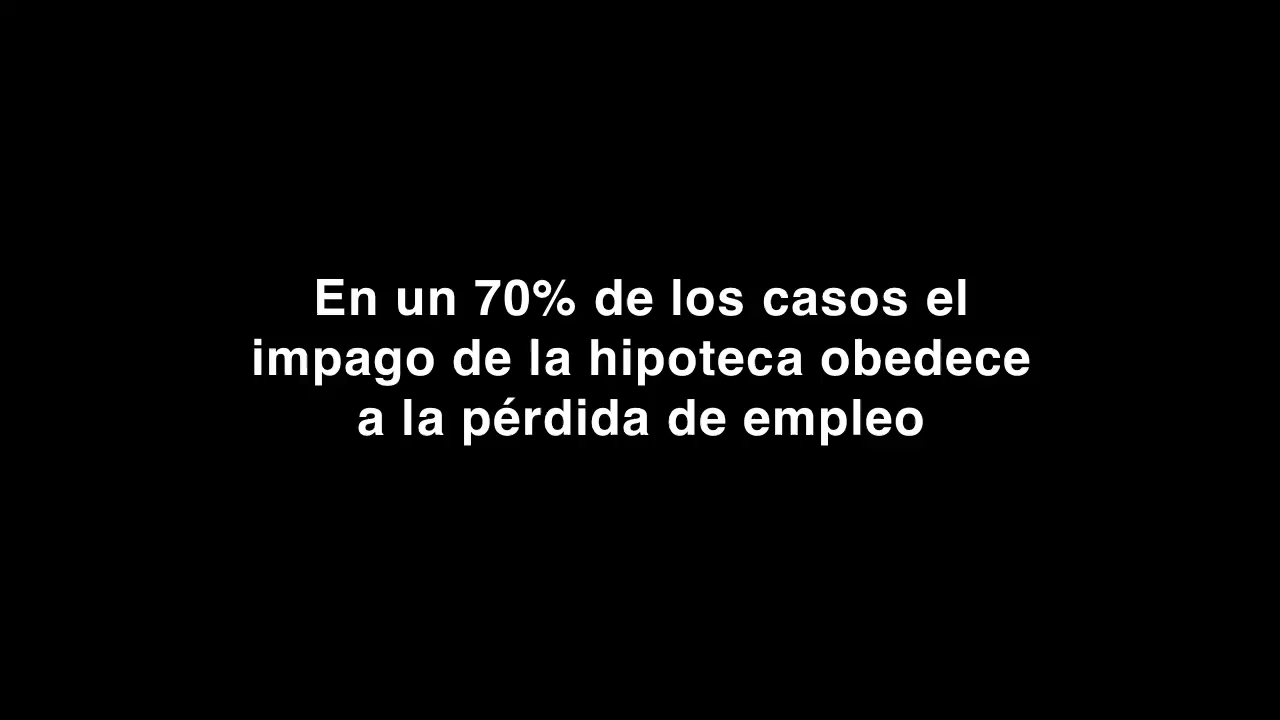 En un 70% de los casos el
impago de la hipoteca obedece
a la pérdida de empleo